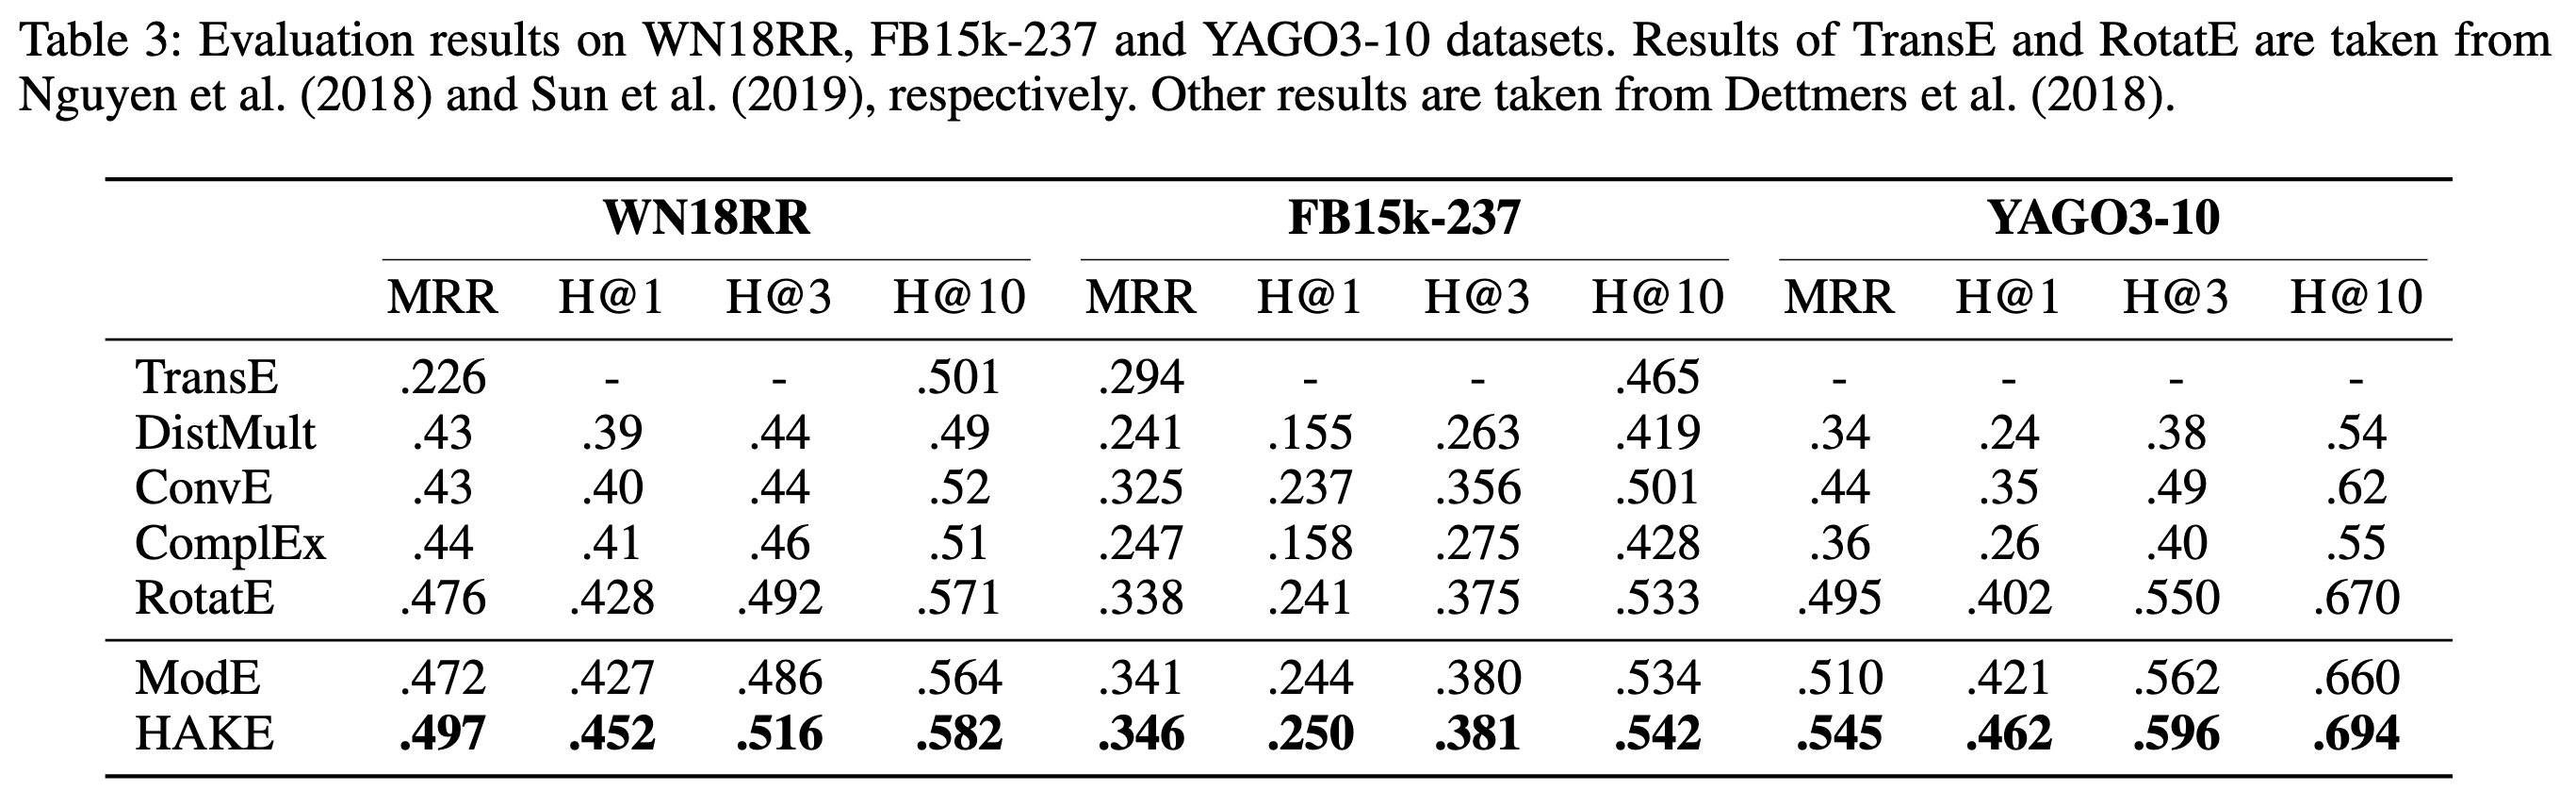 Table 3: Evaluation results on WN18RR, FB15k-237 and YAGO3-10 datasets. Results of TransE and RotatE are taken from
Nguyen et al. (2018) and Sun et al. (2019), respectively. Other results are taken from Dettmers et al. (2018).
WN18RR FB15k-237 YAGO3-10
MRR H@1 H@3 H@10 MRR H@1 H@3 H@10 MRR H@1 H@3 H@10
TransE .226 - - .501 .294 - - .465 - - - -
DistMult .43 .39 .44 .49 .241 .155 .263 .419 .34 .24 .38 .54
ConvE .43 .40 .44 .52 .325 .237 .356 .501 .44 .35 .49 .62
ComplEx .44 .41 .46 .51 .247 .158 .275 .428 .36 .26 .40 .55
RotatE .476 .428 .492 .571 .338 .241 .375 .533 .495 .402 .550 .670
ModE .472 .427 .486 .564 .341 .244 .380 .534 .510 .421 .562 .660
HAKE .497 .452 .516 .582 .346 .250 .381 .542 .545 .462 .596 .694